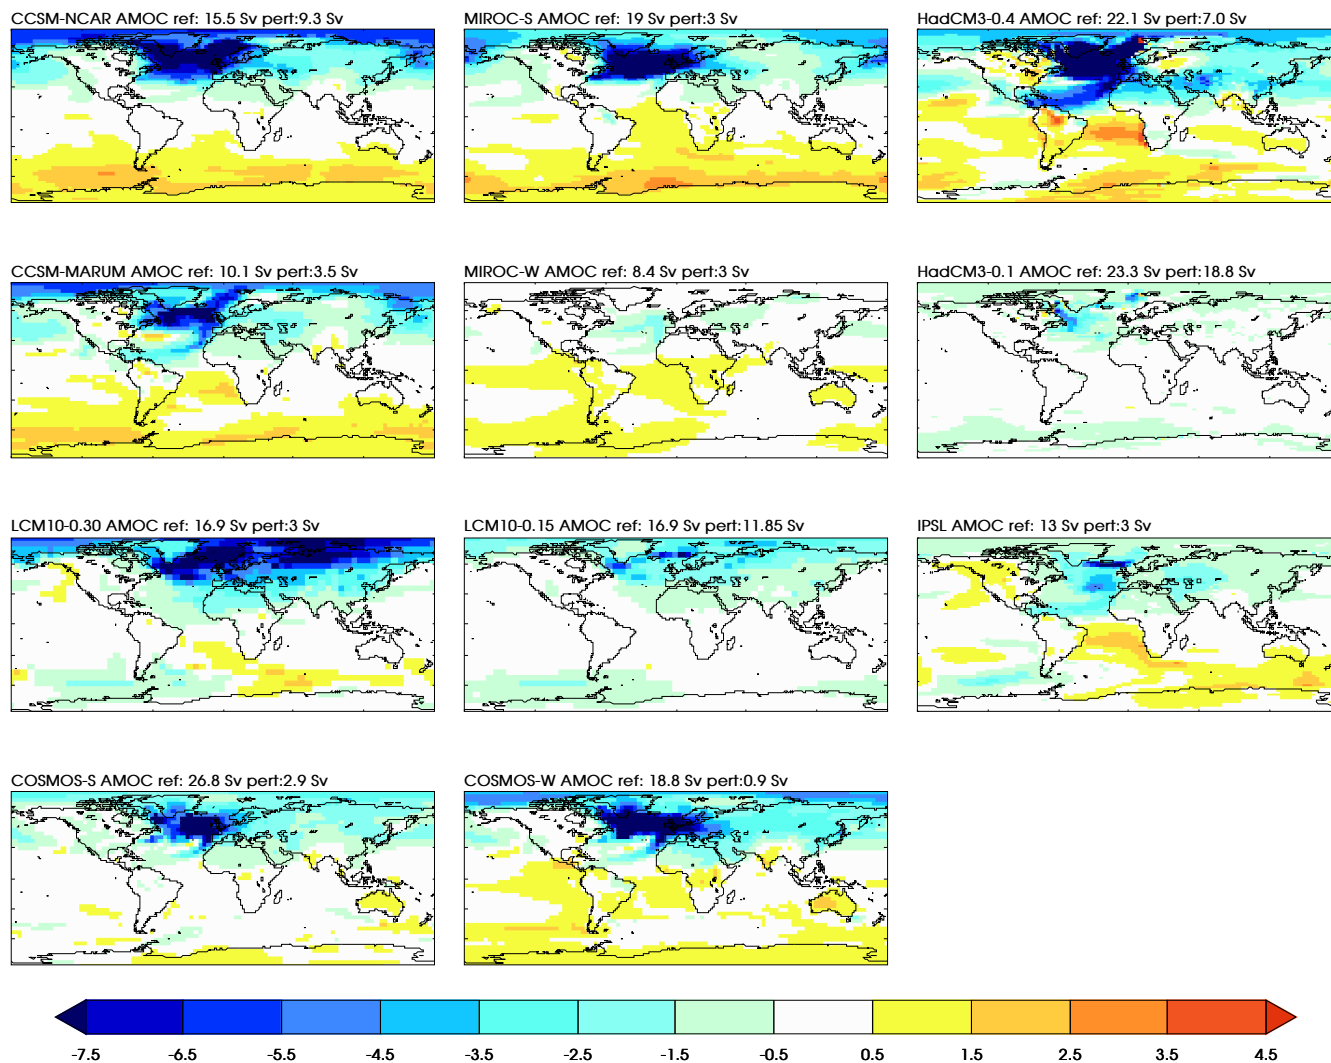 CCSM-NCAR AMOC ref: 15.5 Sv pert:9.3 Sv
MIROC-S AMOC ref: 19 Sv pert:3 Sv
HadCM3-0.4 AMOC ref: 22.1 Sv pert:7.0 Sv
CCSM-MARUM AMOC ref: 10.1 Sv pert:3.5 Sv
MIROC-W AMOC ref: 8.4 Sv pert:3 Sv
HadCM3-0.1 AMOC ref: 23.3 Sv pert:18.8 Sv
LCM10-0.30 AMOC ref: 16.9 Sv pert:3 Sv
LCM10-0.15 AMOC ref: 16.9 Sv pert:11.85 Sv
IPSL AMOC ref: 13 Sv pert:3 Sv
COSMOS-S AMOC ref: 26.8 Sv pert:2.9 Sv
COSMOS-W AMOC ref: 18.8 Sv pert:0.9 Sv
-7.5 -6.5 -5.5 -4.5 -3.5 -2.5 -1.5 -0.5 0.5 1.5 2.5 3.5 4.5